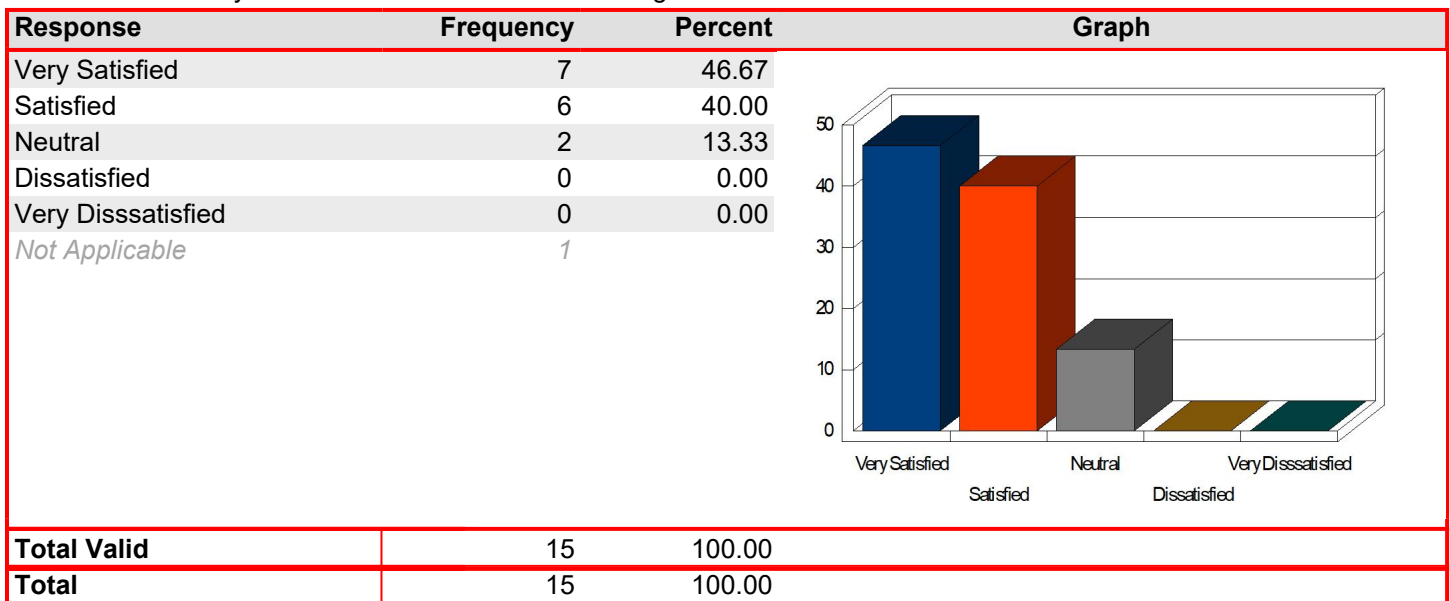 Response Frequency Percent Graph
Very Satisfied 7 46.67
Satisfied 6 40.00
Neutral 2 13.33
Dissatisfied 0 0.00
Very Disssatisfied 0 0.00
Not Applicable 1
50
40
30
20
10
0
Very Satisfied Neutral Very Disssatisfied
Satisfied Dissatisfied
Total Valid 15 100.00
Total 15 100.00